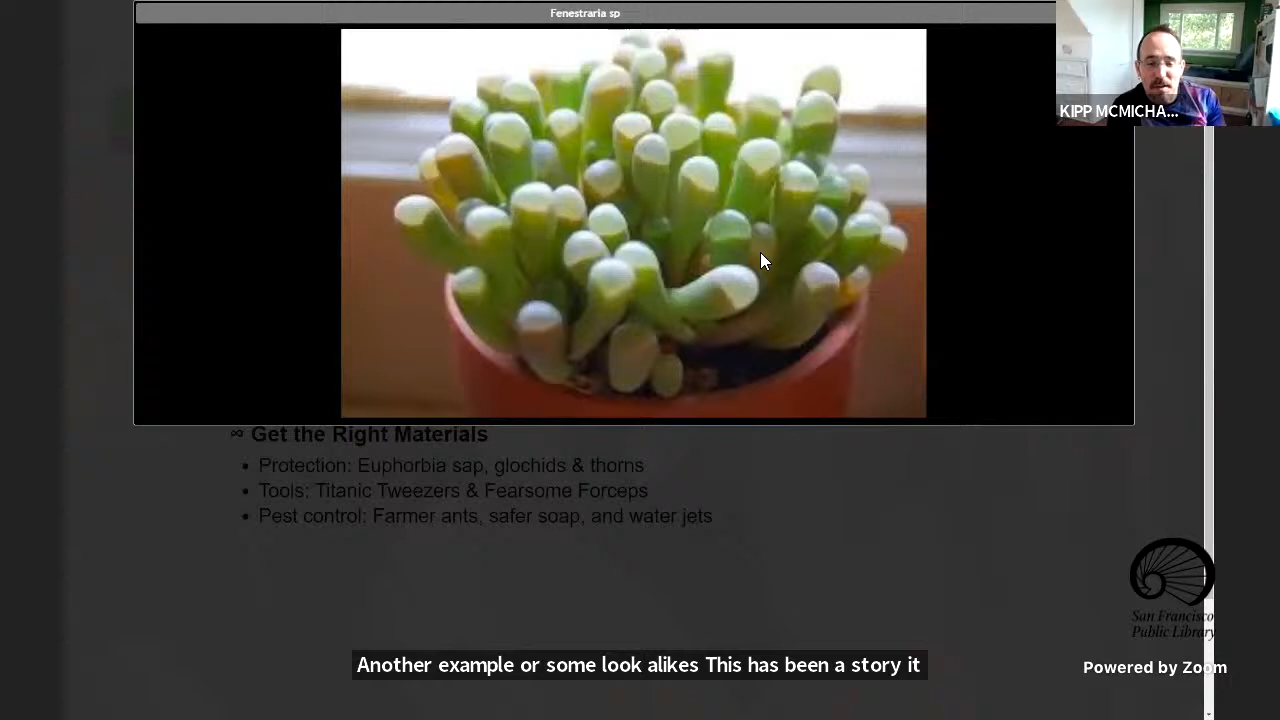 Fenestraria sp
KIPP MCMICHA...
∞ Get the Right Materials
• Protection: Euphorbia sap, glochids & thorns
• Tools: Titanic Tweezers & Fearsome Forceps
• Pest control: Farmer ants, safer soap, and water jets
San Francisco
Public Library
Another example or some look alikes This has been a story it
Powered by Zoom